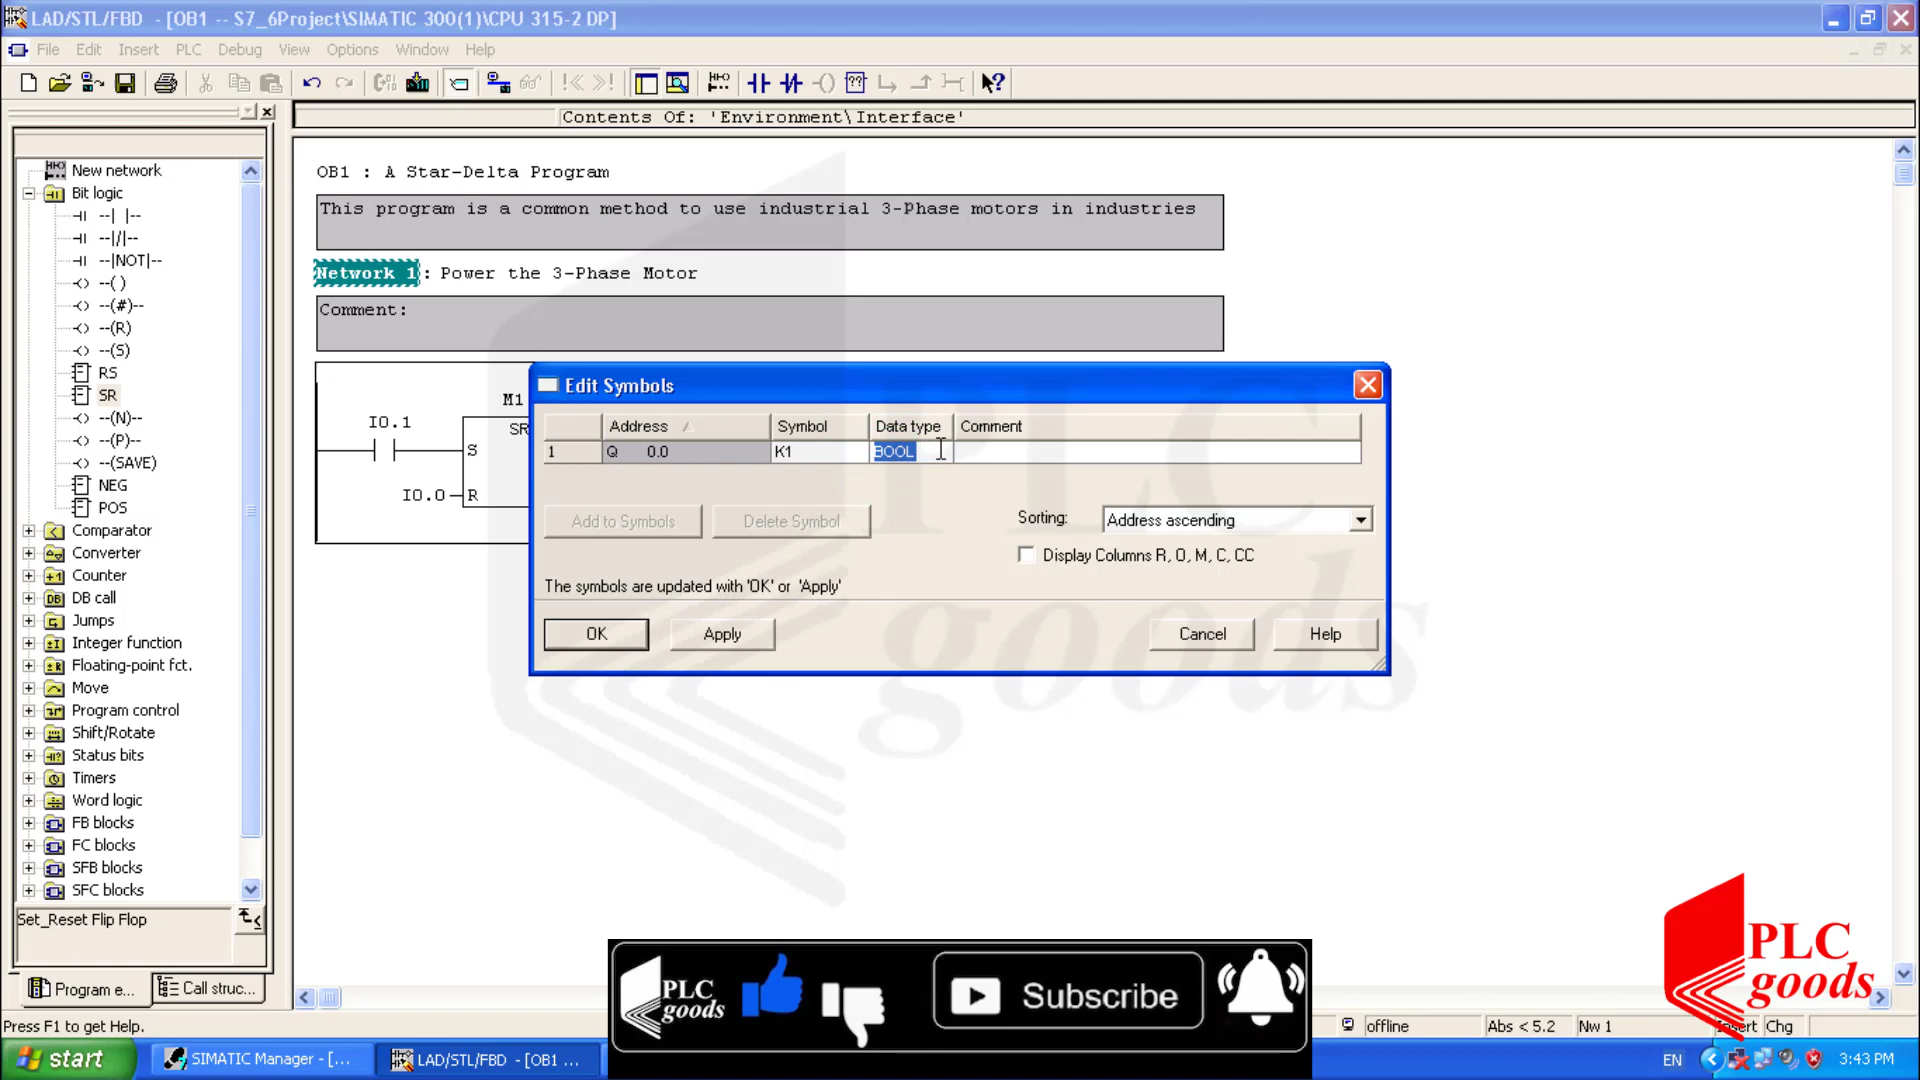 LAD/STL/FBD - [OB1 -- S7_6Project\SIMATIC 300(1)\CPU 315-2 DP]
File Edit Insert PLC Debug View Options Window Help
Contents Of: 'Environment\Interface'
New network
Bit logic
--| |--
--|/|--
--|NOT|--
--( )
--(#)--
--(R)
--(S)
RS
SR
--(N)--
--(P)--
--(SAVE)
NEG
POS
Comparator
Converter
Counter
DB call
Jumps
Integer function
Floating-point fct.
Move
Program control
Shift/Rotate
Status bits
Timers
Word logic
FB blocks
FC blocks
SFB blocks
SFC blocks
Set_Reset Flip Flop
Program e... Call struc...
OB1 : A Star-Delta Program
This program is a common method to use industrial 3-Phase motors in industries
Network 1: Power the 3-Phase Motor
Comment:
M1
I0.1
SR
S
I0.0 R
Edit Symbols
Address Symbol Data type Comment
1 Q 0.0 K1 BOOL
Add to Symbols Delete Symbol Sorting: Address ascending
Display Columns R, O, M, C, CC
The symbols are updated with 'OK' or 'Apply'
OK Apply Cancel Help
PLC
goods
PLC
goods
Subscribe
PLC
goods
Press F1 to get Help.
offline Abs < 5.2 Nw 1 Insert Chg
start SIMATIC Manager - [... LAD/STL/FBD - [OB1 ... EN 3:43 PM